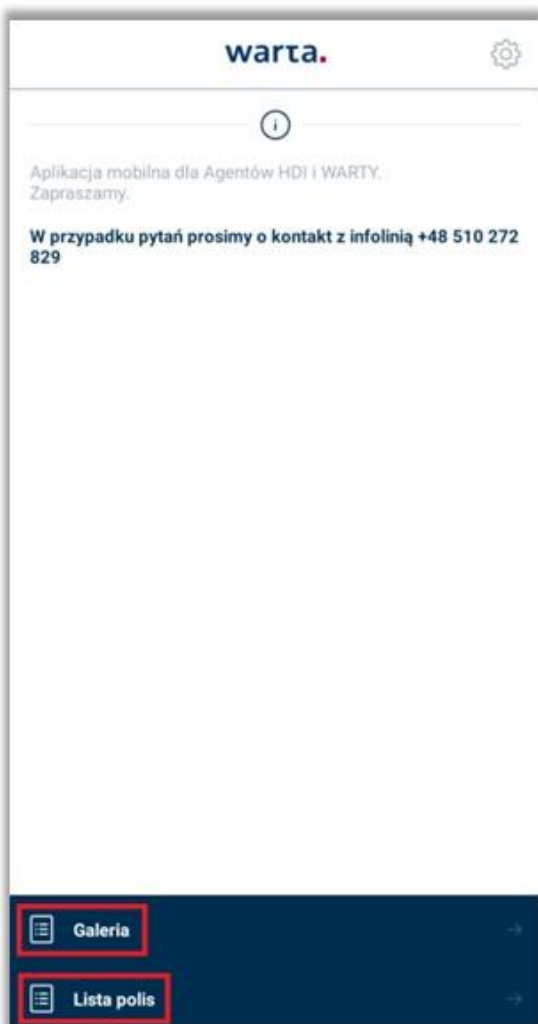 warta.
Aplikacja mobilna dla Agentów HDI i WARTY.
Zapraszamy.
W przypadku pytań prosimy o kontakt z infolinią +48 510 272
829
Galeria
Lista polis